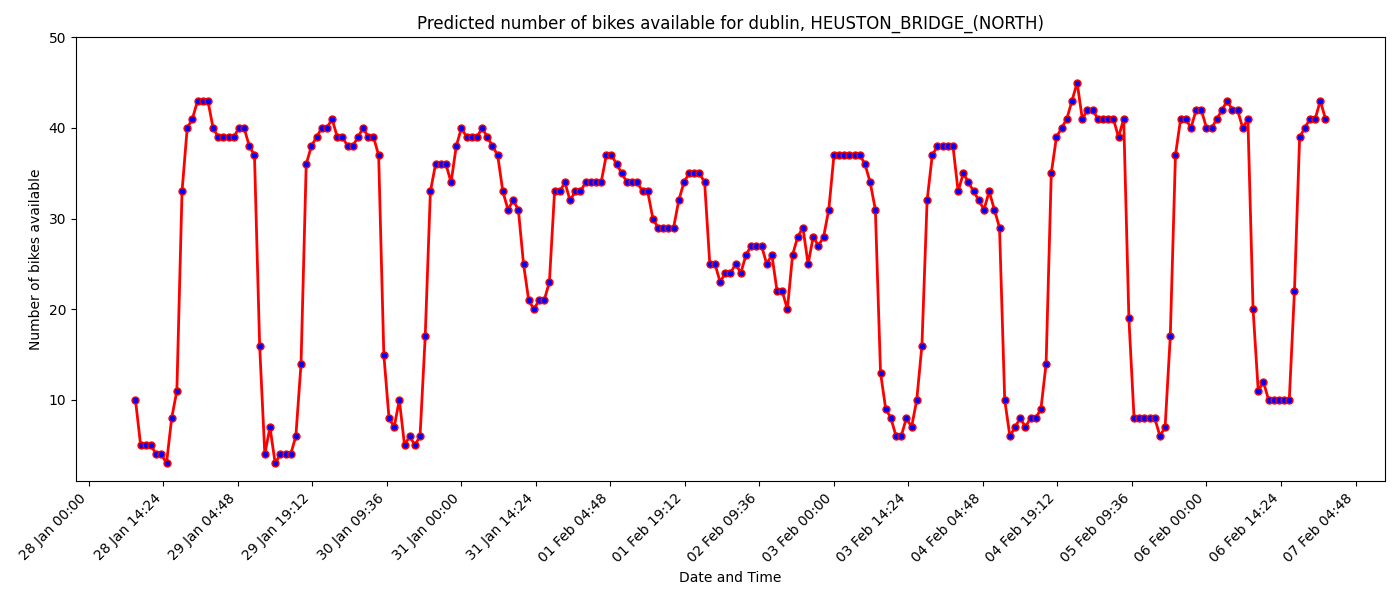 Predicted number of bikes available for dublin, HEUSTON_BRIDGE_(NORTH)
50
40
30
20
10
Number of bikes available
28 Jan 00:00
28 Jan 14:24
29 Jan 04:48
29 Jan 19:12
30 Jan 09:36
31 Jan 00:00
31 Jan 14:24
01 Feb 04:48
01 Feb 19:12
02 Feb 09:36
03 Feb 00:00
03 Feb 14:24
04 Feb 04:48
04 Feb 19:12
05 Feb 09:36
06 Feb 00:00
06 Feb 14:24
07 Feb 04:48
Date and Time